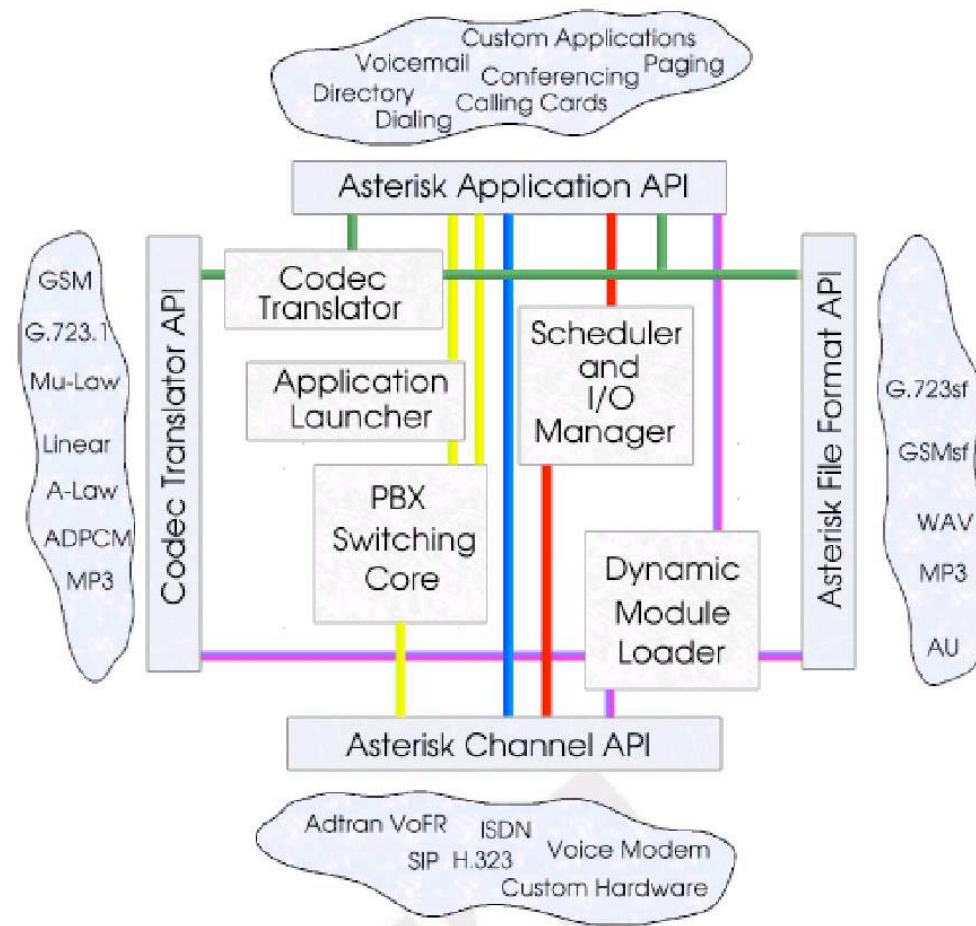 Custom Applications
Voicemail
Conferencing
Paging
Directory
Calling Cards
Dialing
Asterisk Application API
Codec Translator API
GSM
G.723.1
Mu-Law
Linear
A-Law
ADPCM
MP3
Codec
Translator
Application
Launcher
PBX
Switching
Core
Scheduler
and
I/O
Manager
Dynamic
Module
Loader
Asterisk File Format API
G.723sf
GSMsf
WAV
MP3
AU
Asterisk Channel API
Adtran VoFR
ISDN
SIP
H.323
Voice Modem
Custom Hardware